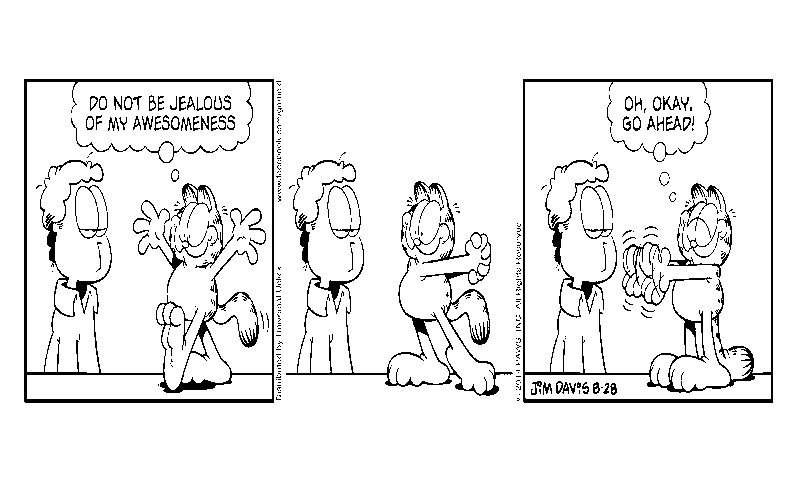 DO NOT BE JEALOUS
OF MY AWESOMENESS
OH, OKAY.
GO AHEAD!
JIM DAVIS 8-28